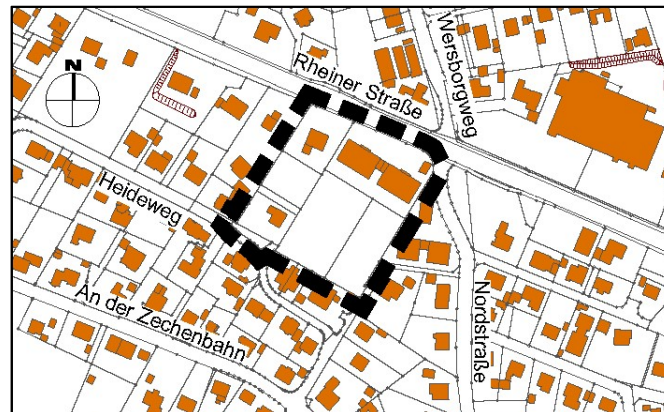 N
Rheiner Straße
Wersborgweg
Heideweg
An der Zechenbahn
Nordstraße